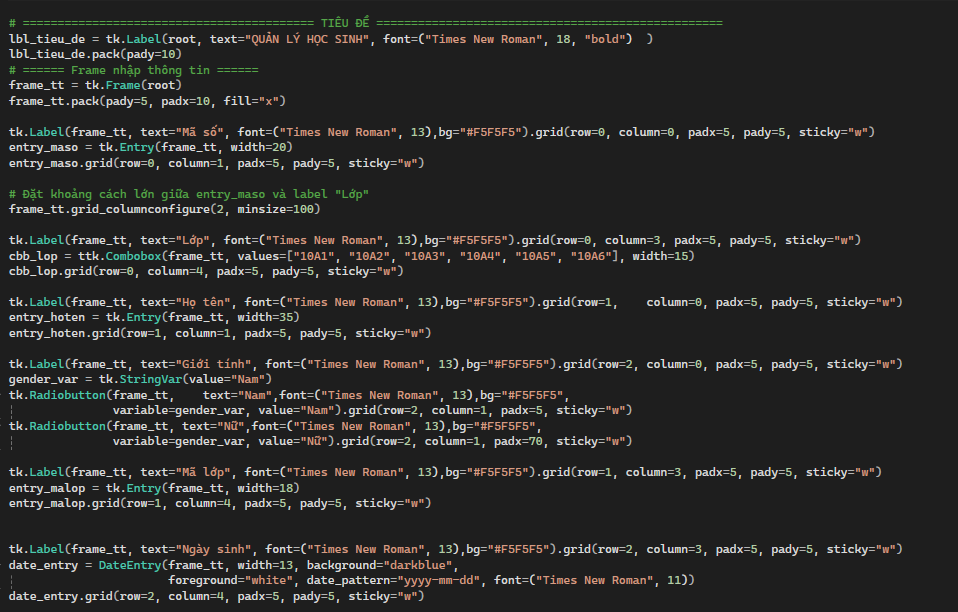 # ========================================== TIÊU ĐỀ ==================================================
lbl_tieu_de = tk.Label(root, text="QUẢN LÝ HỌC SINH", font=("Times New Roman", 18, "bold")  )
lbl_tieu_de.pack(pady=10)
# ====== Frame nhập thông tin ======
frame_tt = tk.Frame(root)
frame_tt.pack(pady=5, padx=10, fill="x")

tk.Label(frame_tt, text="Mã số", font=("Times New Roman", 13),bg="#F5F5F5").grid(row=0, column=0, padx=5, pady=5, sticky="w")
entry_maso = tk.Entry(frame_tt, width=20)
entry_maso.grid(row=0, column=1, padx=5, pady=5, sticky="w")

# Đặt khoảng cách lớn giữa entry_maso và label "Lớp"
frame_tt.grid_columnconfigure(2, minsize=100)

tk.Label(frame_tt, text="Lớp", font=("Times New Roman", 13),bg="#F5F5F5").grid(row=0, column=3, padx=5, pady=5, sticky="w")
cbb_lop = ttk.Combobox(frame_tt, values=["10A1", "10A2", "10A3", "10A4", "10A5", "10A6"], width=15)
cbb_lop.grid(row=0, column=4, padx=5, pady=5, sticky="w")

tk.Label(frame_tt, text="Họ tên", font=("Times New Roman", 13),bg="#F5F5F5").grid(row=1,    column=0, padx=5, pady=5, sticky="w")
entry_hoten = tk.Entry(frame_tt, width=35)
entry_hoten.grid(row=1, column=1, padx=5, pady=5, sticky="w")

tk.Label(frame_tt, text="Giới tính", font=("Times New Roman", 13),bg="#F5F5F5").grid(row=2, column=0, padx=5, pady=5, sticky="w")
gender_var = tk.StringVar(value="Nam")
tk.Radiobutton(frame_tt,    text="Nam",font=("Times New Roman", 13),bg="#F5F5F5",
               variable=gender_var, value="Nam").grid(row=2, column=1, padx=5, sticky="w")
tk.Radiobutton(frame_tt, text="Nữ",font=("Times New Roman", 13),bg="#F5F5F5",
               variable=gender_var, value="Nữ").grid(row=2, column=1, padx=70, sticky="w")

tk.Label(frame_tt, text="Mã lớp", font=("Times New Roman", 13),bg="#F5F5F5").grid(row=1, column=3, padx=5, pady=5, sticky="w")
entry_malop = tk.Entry(frame_tt, width=18)
entry_malop.grid(row=1, column=4, padx=5, pady=5, sticky="w")

tk.Label(frame_tt, text="Ngày sinh", font=("Times New Roman", 13),bg="#F5F5F5").grid(row=2, column=3, padx=5, pady=5, sticky="w")
date_entry = DateEntry(frame_tt, width=13, background="darkblue",
                       foreground="white", date_pattern="yyyy-mm-dd", font=("Times New Roman", 11))
date_entry.grid(row=2, column=4, padx=5, pady=5, sticky="w")